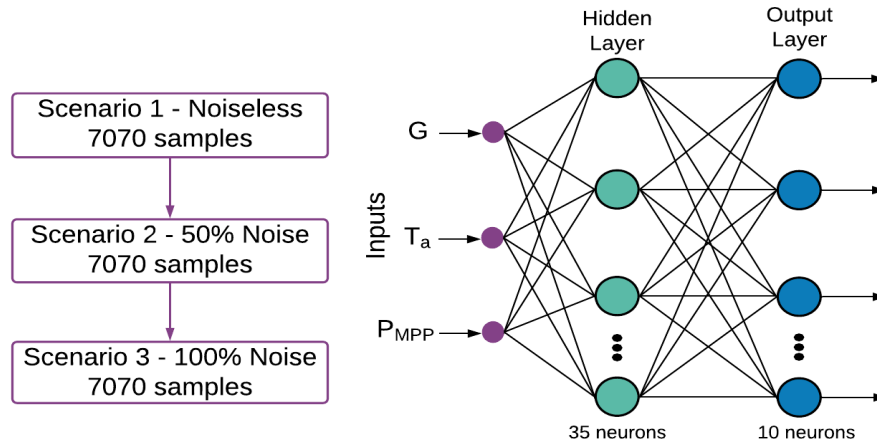 Scenario 1 - Noiseless
7070 samples
Scenario 2 - 50% Noise
7070 samples
Scenario 3 - 100% Noise
7070 samples
Inputs
G
Ta
PMPP
Hidden
Layer
35 neurons
Output
Layer
10 neurons